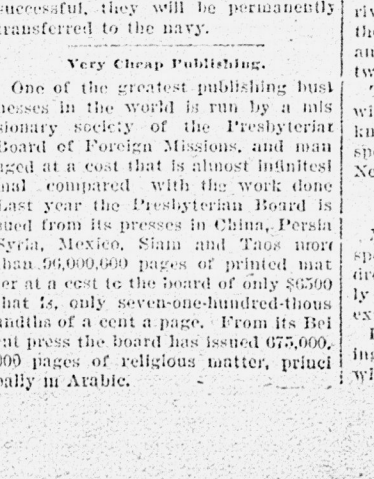 successful, they will be permanently
transferred to the navy.
Very Cheap Publishing.
One of the greatest publishing busi
nesses in the world is run by a mis
sionary society of the Presbyterian
Board of Foreign Missions, and man
aged at a cost that is almost infinitesi
mal compared with the work done
Last year the Presbyterian Board is
sued from its presses in China, Persia
Syria, Mexico, Siam and Taos more
than 96,000,000 pages of printed mat
ter at a cost to the board of only $6500
that is, only seven-one-hundred-thous
andths of a cent a page. From its Bei
rut press the board has issued 675,000,
000 pages of religious matter, princi
pally in Arabic.